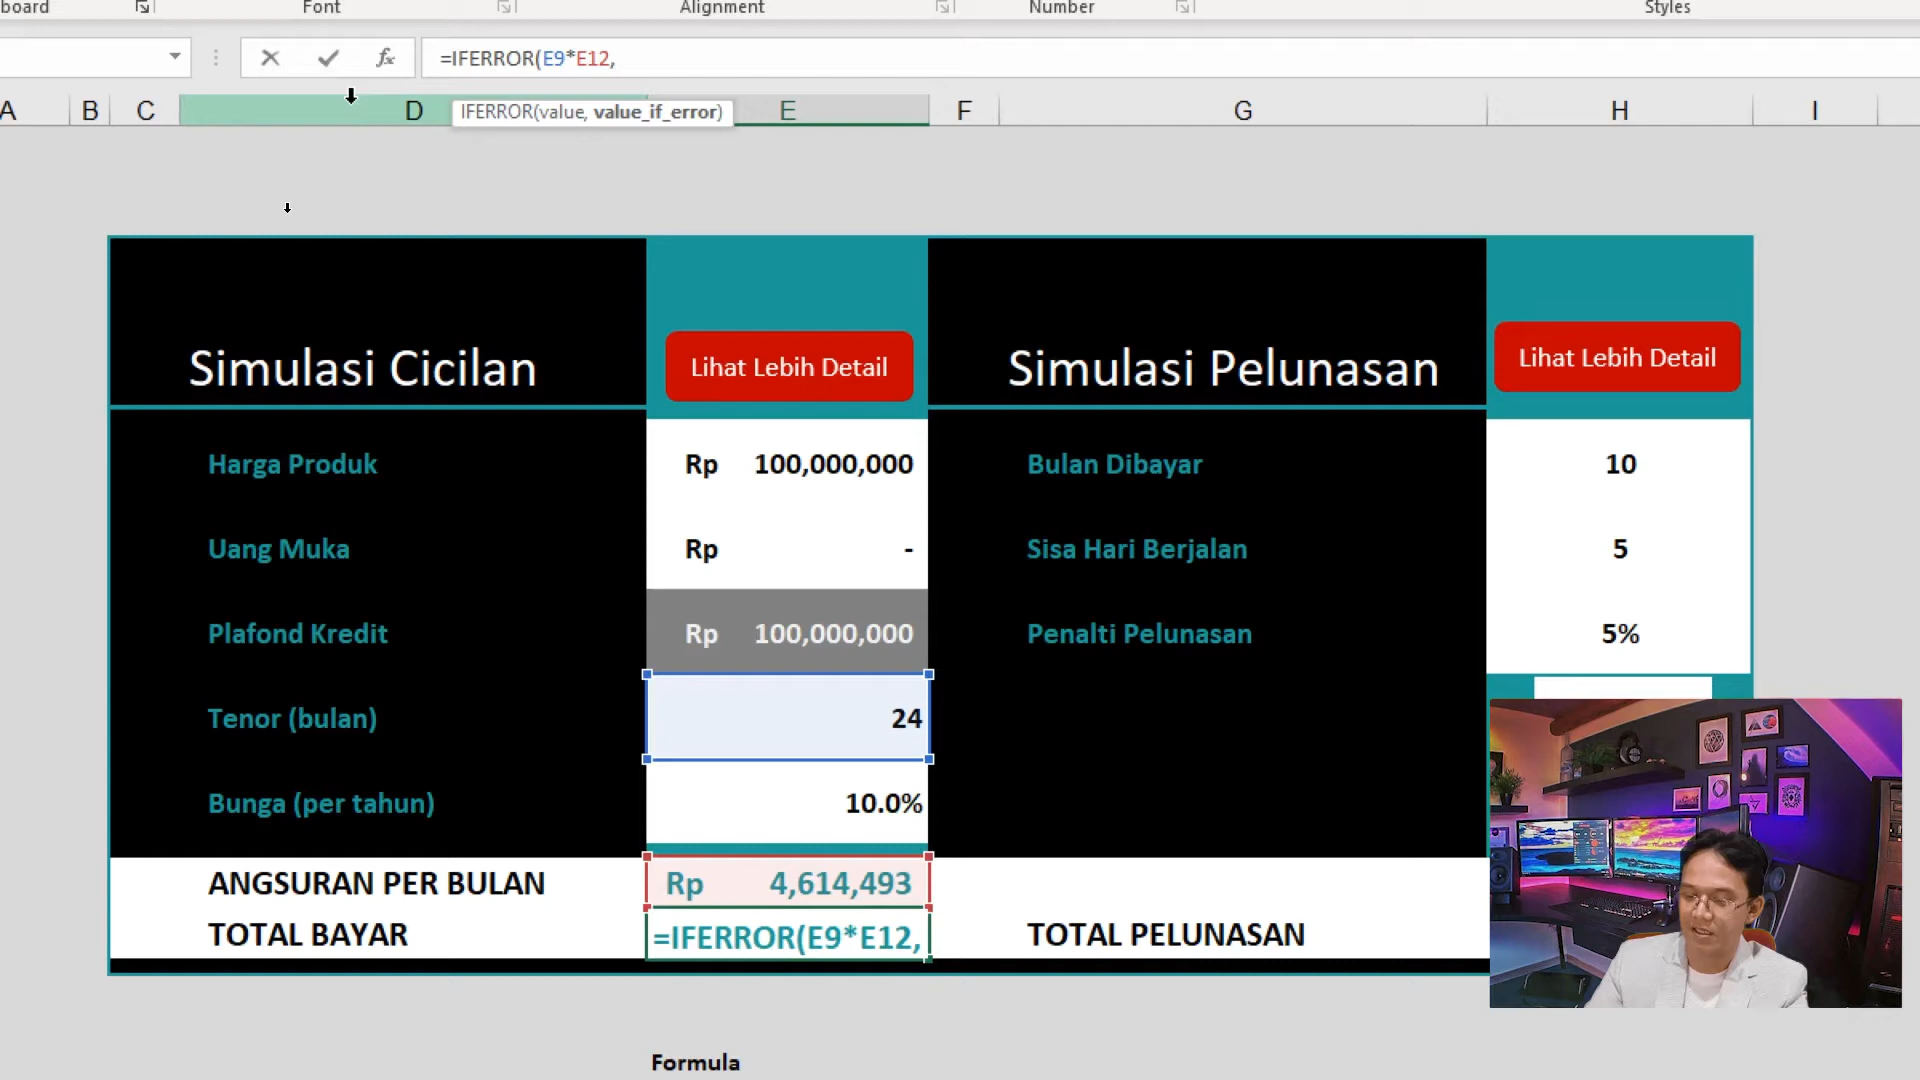 board Font Alignment Number Styles
fx =IFERROR(E9*E12,
A B C D E F G H I
IFERROR(value, value_if_error)
Simulasi Cicilan Lihat Lebih Detail Simulasi Pelunasan Lihat Lebih Detail
Harga Produk Rp 100,000,000 Bulan Dibayar 10
Uang Muka Rp - Sisa Hari Berjalan 5
Plafond Kredit Rp 100,000,000 Penalti Pelunasan 5%
Tenor (bulan) 24
Bunga (per tahun) 10.0%
ANGSURAN PER BULAN Rp 4,614,493
TOTAL BAYAR =IFERROR(E9*E12, TOTAL PELUNASAN
Formula